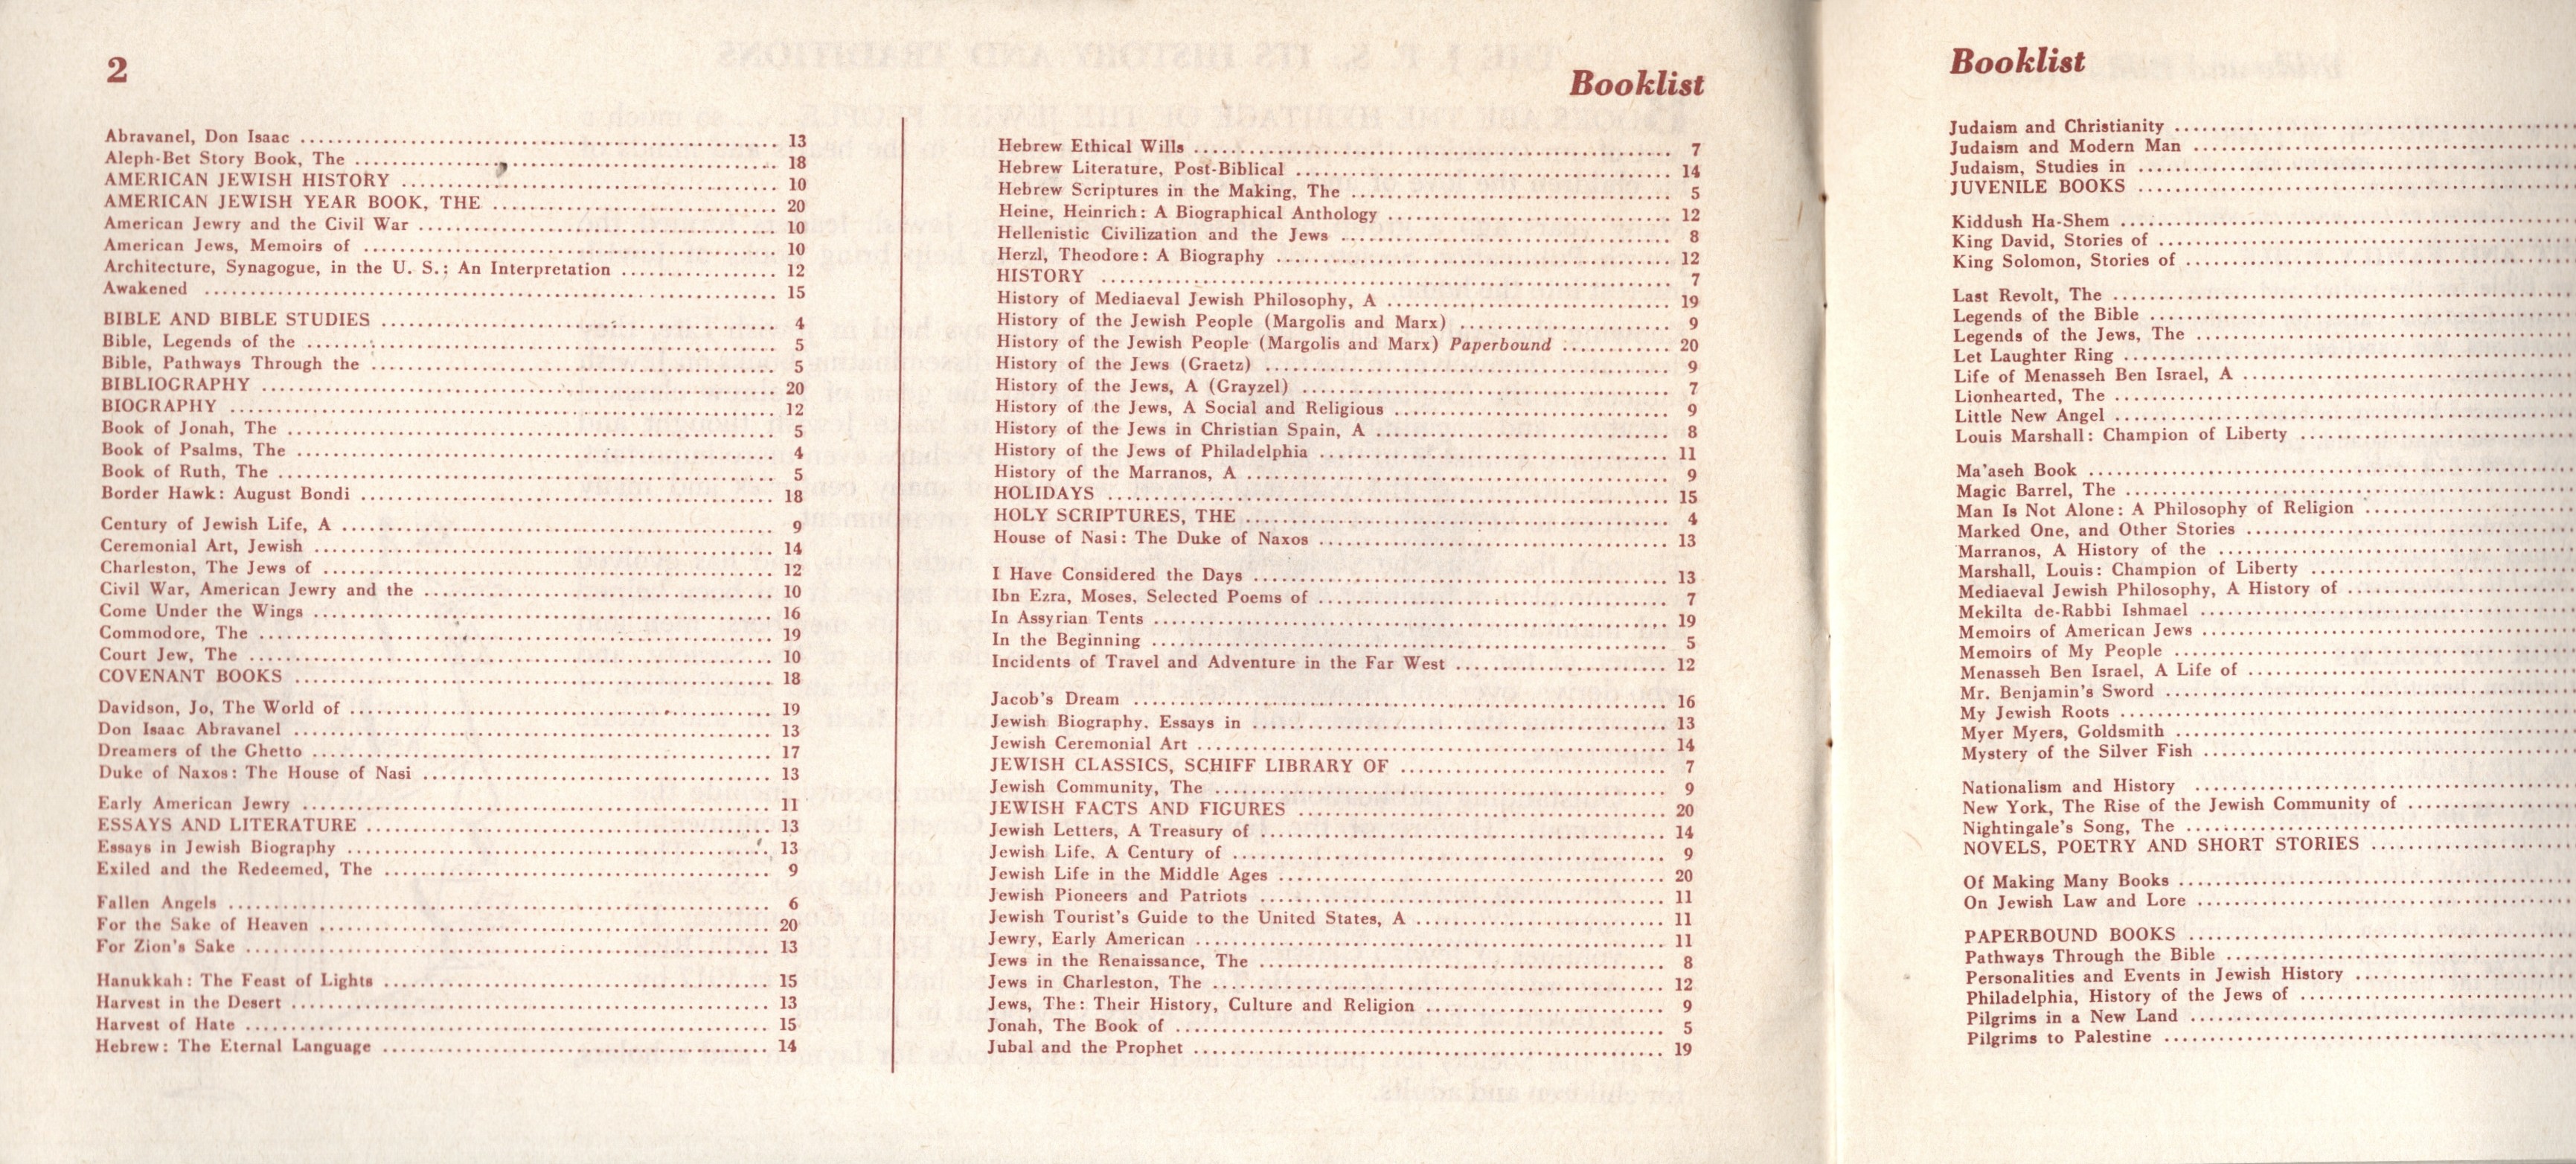 2
Booklist
Abravanel, Don Isaac 13
Aleph-Bet Story Book, The 18
AMERICAN JEWISH HISTORY 10
AMERICAN JEWISH YEAR BOOK, THE 20
American Jewry and the Civil War 10
American Jews, Memoirs of 10
Architecture, Synagogue, in the U. S.: An Interpretation 12
Awakened 15
BIBLE AND BIBLE STUDIES 4
Bible, Legends of the 5
Bible, Pathways Through the 5
BIBLIOGRAPHY 20
BIOGRAPHY 12
Book of Jonah, The 5
Book of Psalms, The 4
Book of Ruth, The 5
Border Hawk: August Bondi 18
Century of Jewish Life, A 9
Ceremonial Art, Jewish 14
Charleston, The Jews of 12
Civil War, American Jewry and the 10
Come Under the Wings 16
Commodore, The 19
Court Jew, The 10
COVENANT BOOKS 18
Davidson, Jo, The World of 19
Don Isaac Abravanel 13
Dreamers of the Ghetto 17
Duke of Naxos: The House of Nasi 13
Early American Jewry 11
ESSAYS AND LITERATURE 13
Essays in Jewish Biography 13
Exiled and the Redeemed, The 9
Fallen Angels 6
For the Sake of Heaven 20
For Zion's Sake 13
Hanukkah: The Feast of Lights 15
Harvest in the Desert 13
Harvest of Hate 15
Hebrew: The Eternal Language 14
Hebrew Ethical Wills 7
Hebrew Literature, Post-Biblical 14
Hebrew Scriptures in the Making, The 5
Heine, Heinrich: A Biographical Anthology 12
Hellenistic Civilization and the Jews 8
Herzl, Theodore: A Biography 12
HISTORY 7
History of Mediaeval Jewish Philosophy, A 19
History of the Jewish People (Margolis and Marx) 9
History of the Jewish People (Margolis and Marx) Paperbound 20
History of the Jews (Graetz) 9
History of the Jews, A (Grayzel) 7
History of the Jews, A Social and Religious 9
History of the Jews in Christian Spain, A 8
History of the Jews of Philadelphia 11
History of the Marranos, A 9
HOLIDAYS 15
HOLY SCRIPTURES, THE 4
House of Nasi: The Duke of Naxos 13
I Have Considered the Days 13
Ibn Ezra, Moses, Selected Poems of 7
In Assyrian Tents 19
In the Beginning 5
Incidents of Travel and Adventure in the Far West 12
Jacob's Dream 16
Jewish Biography, Essays in 13
Jewish Ceremonial Art 14
JEWISH CLASSICS, SCHIFF LIBRARY OF 7
Jewish Community, The 9
JEWISH FACTS AND FIGURES 20
Jewish Letters, A Treasury of 14
Jewish Life, A Century of 9
Jewish Life in the Middle Ages 20
Jewish Pioneers and Patriots 11
Jewish Tourist's Guide to the United States, A 11
Jewry, Early American 11
Jews in the Renaissance, The 8
Jews in Charleston, The 12
Jews, The: Their History, Culture and Religion 9
Jonah, The Book of 5
Jubal and the Prophet 19
Booklist
Judaism and Christianity
Judaism and Modern Man
Judaism, Studies in
JUVENILE BOOKS
Kiddush Ha-Shem
King David, Stories of
King Solomon, Stories of
Last Revolt, The
Legends of the Bible
Legends of the Jews, The
Let Laughter Ring
Life of Menasseh Ben Israel, A
Lionhearted, The
Little New Angel
Louis Marshall: Champion of Liberty
Ma'aseh Book
Magic Barrel, The
Man Is Not Alone: A Philosophy of Religion
Marked One, and Other Stories
Marranos, A History of the
Marshall, Louis: Champion of Liberty
Mediaeval Jewish Philosophy, A History of
Mekilta de-Rabbi Ishmael
Memoirs of American Jews
Memoirs of My People
Menasseh Ben Israel, A Life of
Mr. Benjamin's Sword
My Jewish Roots
Myer Myers, Goldsmith
Mystery of the Silver Fish
Nationalism and History
New York, The Rise of the Jewish Community of
Nightingale's Song, The
NOVELS, POETRY AND SHORT STORIES
Of Making Many Books
On Jewish Law and Lore
PAPERBOUND BOOKS
Pathways Through the Bible
Personalities and Events in Jewish History
Philadelphia, History of the Jews of
Pilgrims in a New Land
Pilgrims to Palestine